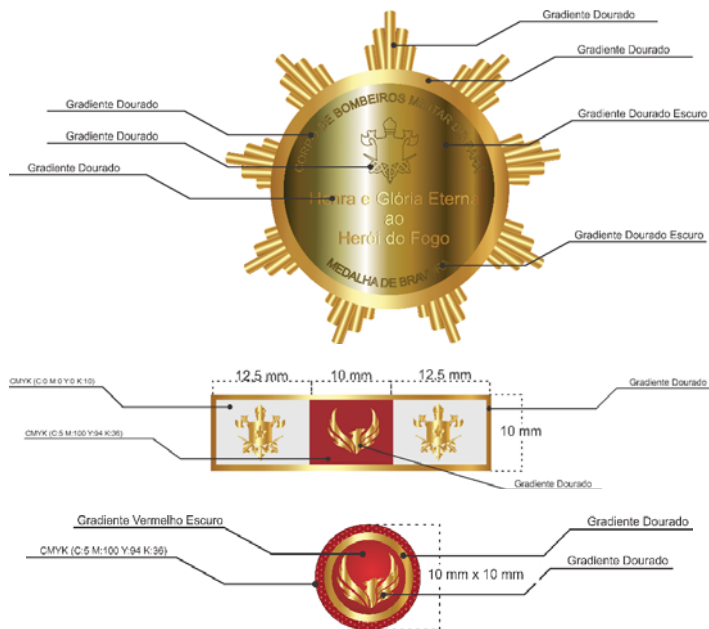 Gradiente Dourado
Gradiente Dourado
Gradiente Dourado
Gradiente Dourado Escuro
Gradiente Dourado
Gradiente Dourado
DE BOMBEIROS MILITAR
Honra e Glória Eterna
ao
Herói do Fogo
Gradiente Dourado Escuro
MEDALHA DE
12,5 mm
10 mm
12,5 mm
CMYK (C:0 M:0 Y:0 K:10)
Gradiente Dourado
10 mm
CMYK (C:5 M:100 Y:94 K:36)
Gradiente Dourado
Gradiente Vermelho Escuro
Gradiente Dourado
CMYK (C:5 M:100 Y:94 K:36)
Gradiente Dourado
10 mm x 10 mm